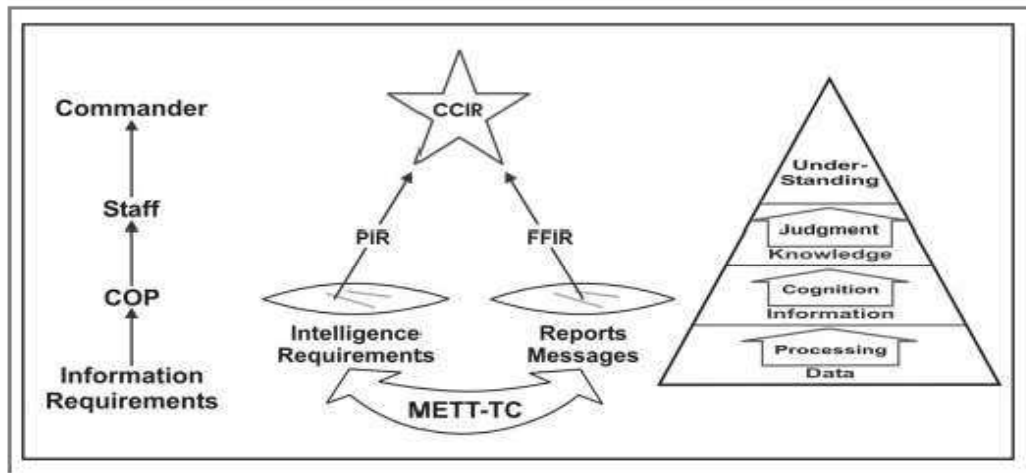 Commander
Staff
COP
Information
Requirements
CCIR
PIR
FFIR
Intelligence
Requirements
Reports
Messages
METT-TC
Under-
Standing
Judgment
Knowledge
Cognition
Information
Processing
Data